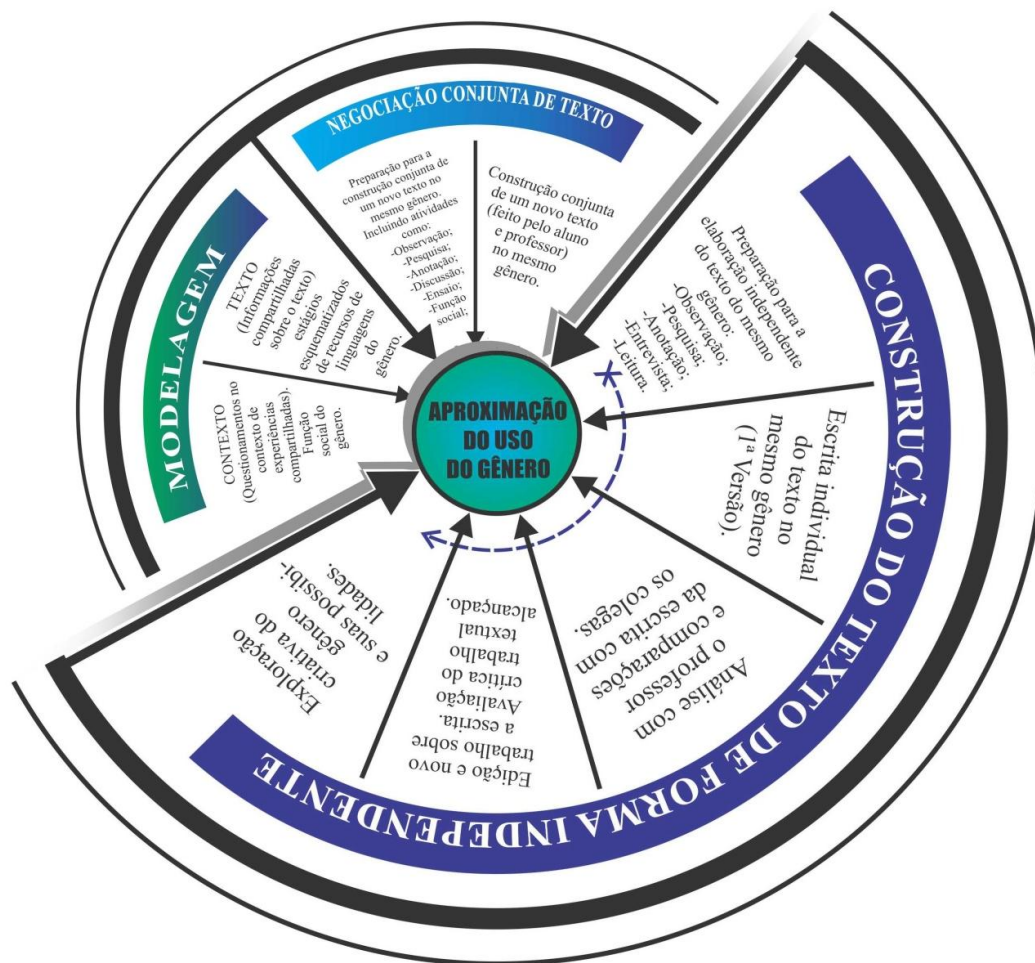 NEGOCIAÇÃO CONJUNTA DE TEXTO
Preparação para a
construção conjunta de
um novo texto no
mesmo gênero.
Incluindo atividades
como:
-Observação;
-Pesquisa;
-Anotação;
-Discussão;
-Ensaio;
-Função
social;
Construção conjunta
de um novo texto
(feito pelo aluno
e professor)
no mesmo
gênero.
MODELAGEM
CONTEXTO
(Questionamentos no
contexto de
experiências
compartilhadas).
Função
social do
gênero.
TEXTO
(Informações
compartilhadas
sobre o texto)
estágios
esquematizados
de recursos de
linguagens
do
gênero.
APROXIMAÇÃO
DO USO
DO GÊNERO
CONSTRUÇÃO DO TEXTO DE FORMA INDEPENDENTE
Preparação para a
elaboração independente
do texto do mesmo
gênero:
-Observação;
-Pesquisa;
-Anotação;
-Entrevista;
-Leitura.
Escrita individual
do texto no
mesmo gênero
(1ª Versão).
Análise com
o professor
e comparações
da escrita com
os colegas.
Edição e novo
trabalho sobre
a escrita.
Avaliação
crítica do
trabalho
textual
alcançado.
Exploração
criativa do
gênero
e suas possibi-
lidades.